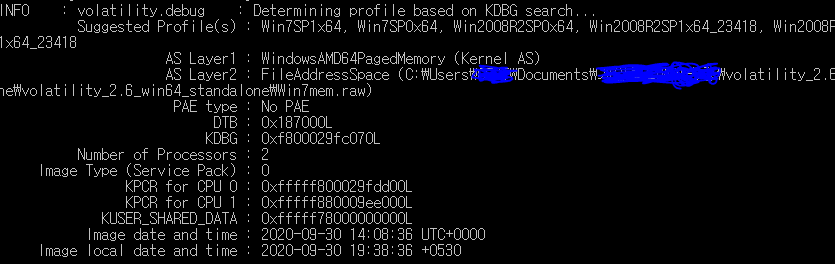 INFO    : volatility.debug    : Determining profile based on KDBG search...
Suggested Profile(s) : Win7SP1x64, Win7SP0x64, Win2008R2SP0x64, Win2008R2SP1x64_23418, Win2008R
1x64_23418
AS Layer1 : WindowsAMD64PagedMemory (Kernel AS)
AS Layer2 : FileAddressSpace (C:₩Users₩ ₩Documents₩ ₩volatility_2.6
ne₩volatility_2.6_win64_standalone₩Win7mem.raw)
PAE type : No PAE
DTB : 0x187000L
KDBG : 0xf800029fc070L
Number of Processors : 2
Image Type (Service Pack) : 0
KPCR for CPU 0 : 0xfffff800029fdd00L
KPCR for CPU 1 : 0xfffff880009ee000L
KUSER_SHARED_DATA : 0xfffff78000000000L
Image date and time : 2020-09-30 14:08:36 UTC+0000
Image local date and time : 2020-09-30 19:38:36 +0530